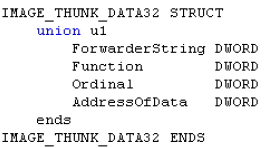 IMAGE_THUNK_DATA32 STRUCT
    union u1
        ForwarderString DWORD
        Function        DWORD
        Ordinal         DWORD
        AddressOfData   DWORD
    ends
IMAGE_THUNK_DATA32 ENDS